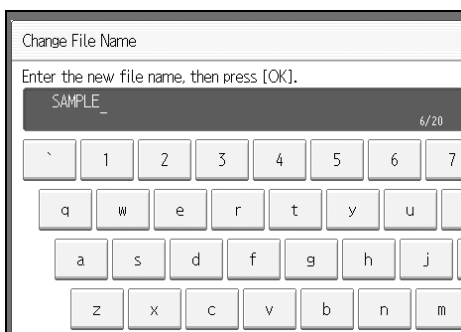 Change File Name
Enter the new file name, then press [OK].
SAMPLE_
6/20
` 1 2 3 4 5 6 7
q w e r t y u
a s d f g h j
z x c v b n m